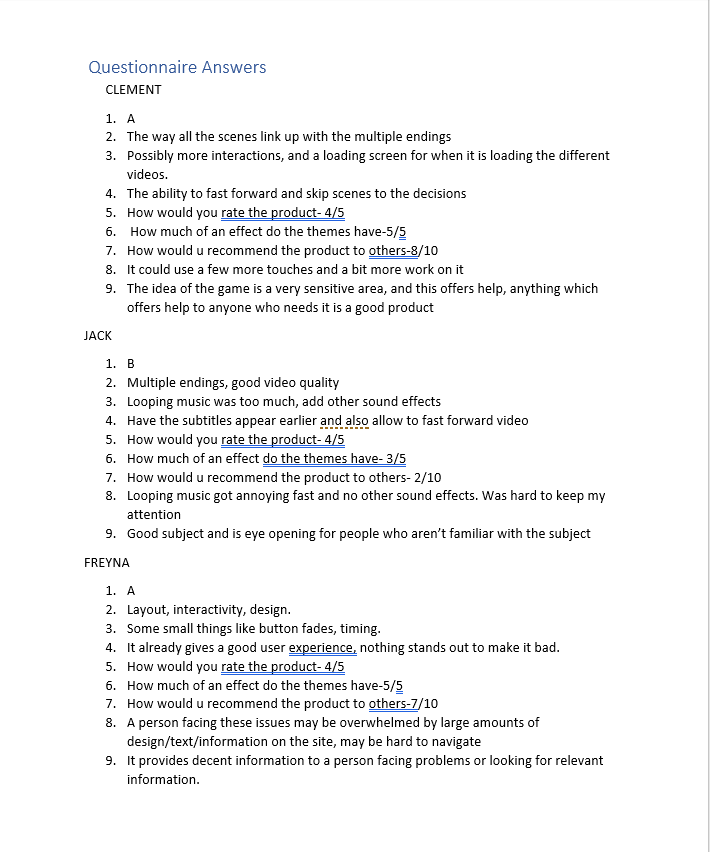 Questionnaire Answers
CLEMENT
1. A
2. The way all the scenes link up with the multiple endings
3. Possibly more interactions, and a loading screen for when it is loading the different
videos.
4. The ability to fast forward and skip scenes to the decisions
5. How would you rate the product- 4/5
6. How much of an effect do the themes have-5/5
7. How would u recommend the product to others-8/10
8. It could use a few more touches and a bit more work on it
9. The idea of the game is a very sensitive area, and this offers help, anything which
offers help to anyone who needs it is a good product
JACK
1. B
2. Multiple endings, good video quality
3. Looping music was too much, add other sound effects
4. Have the subtitles appear earlier and also allow to fast forward video
5. How would you rate the product- 4/5
6. How much of an effect do the themes have- 3/5
7. How would u recommend the product to others- 2/10
8. Looping music got annoying fast and no other sound effects. Was hard to keep my
attention
9. Good subject and is eye opening for people who aren’t familiar with the subject
FREYNA
1. A
2. Layout, interactivity, design.
3. Some small things like button fades, timing.
4. It already gives a good user experience, nothing stands out to make it bad.
5. How would you rate the product- 4/5
6. How much of an effect do the themes have-5/5
7. How would u recommend the product to others-7/10
8. A person facing these issues may be overwhelmed by large amounts of
design/text/information on the site, may be hard to navigate
9. It provides decent information to a person facing problems or looking for relevant
information.